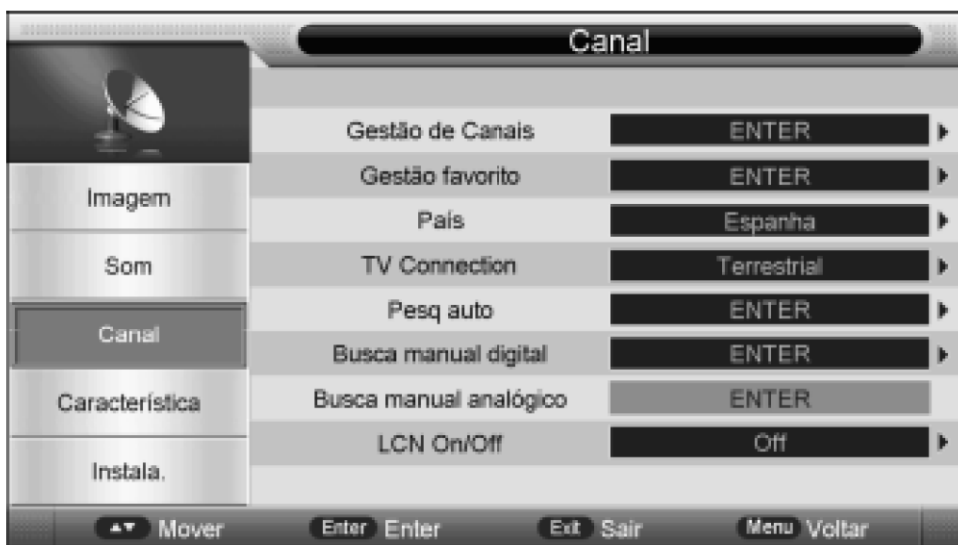 Canal
Imagem
Som
Canal
Característica
Instala.
Gestão de Canais ENTER
Gestão favorito ENTER
País Espanha
TV Connection Terrestrial
Pesq auto ENTER
Busca manual digital ENTER
Busca manual analógico ENTER
LCN On/Off Off
Mover Enter Enter Exit Sair Menu Voltar